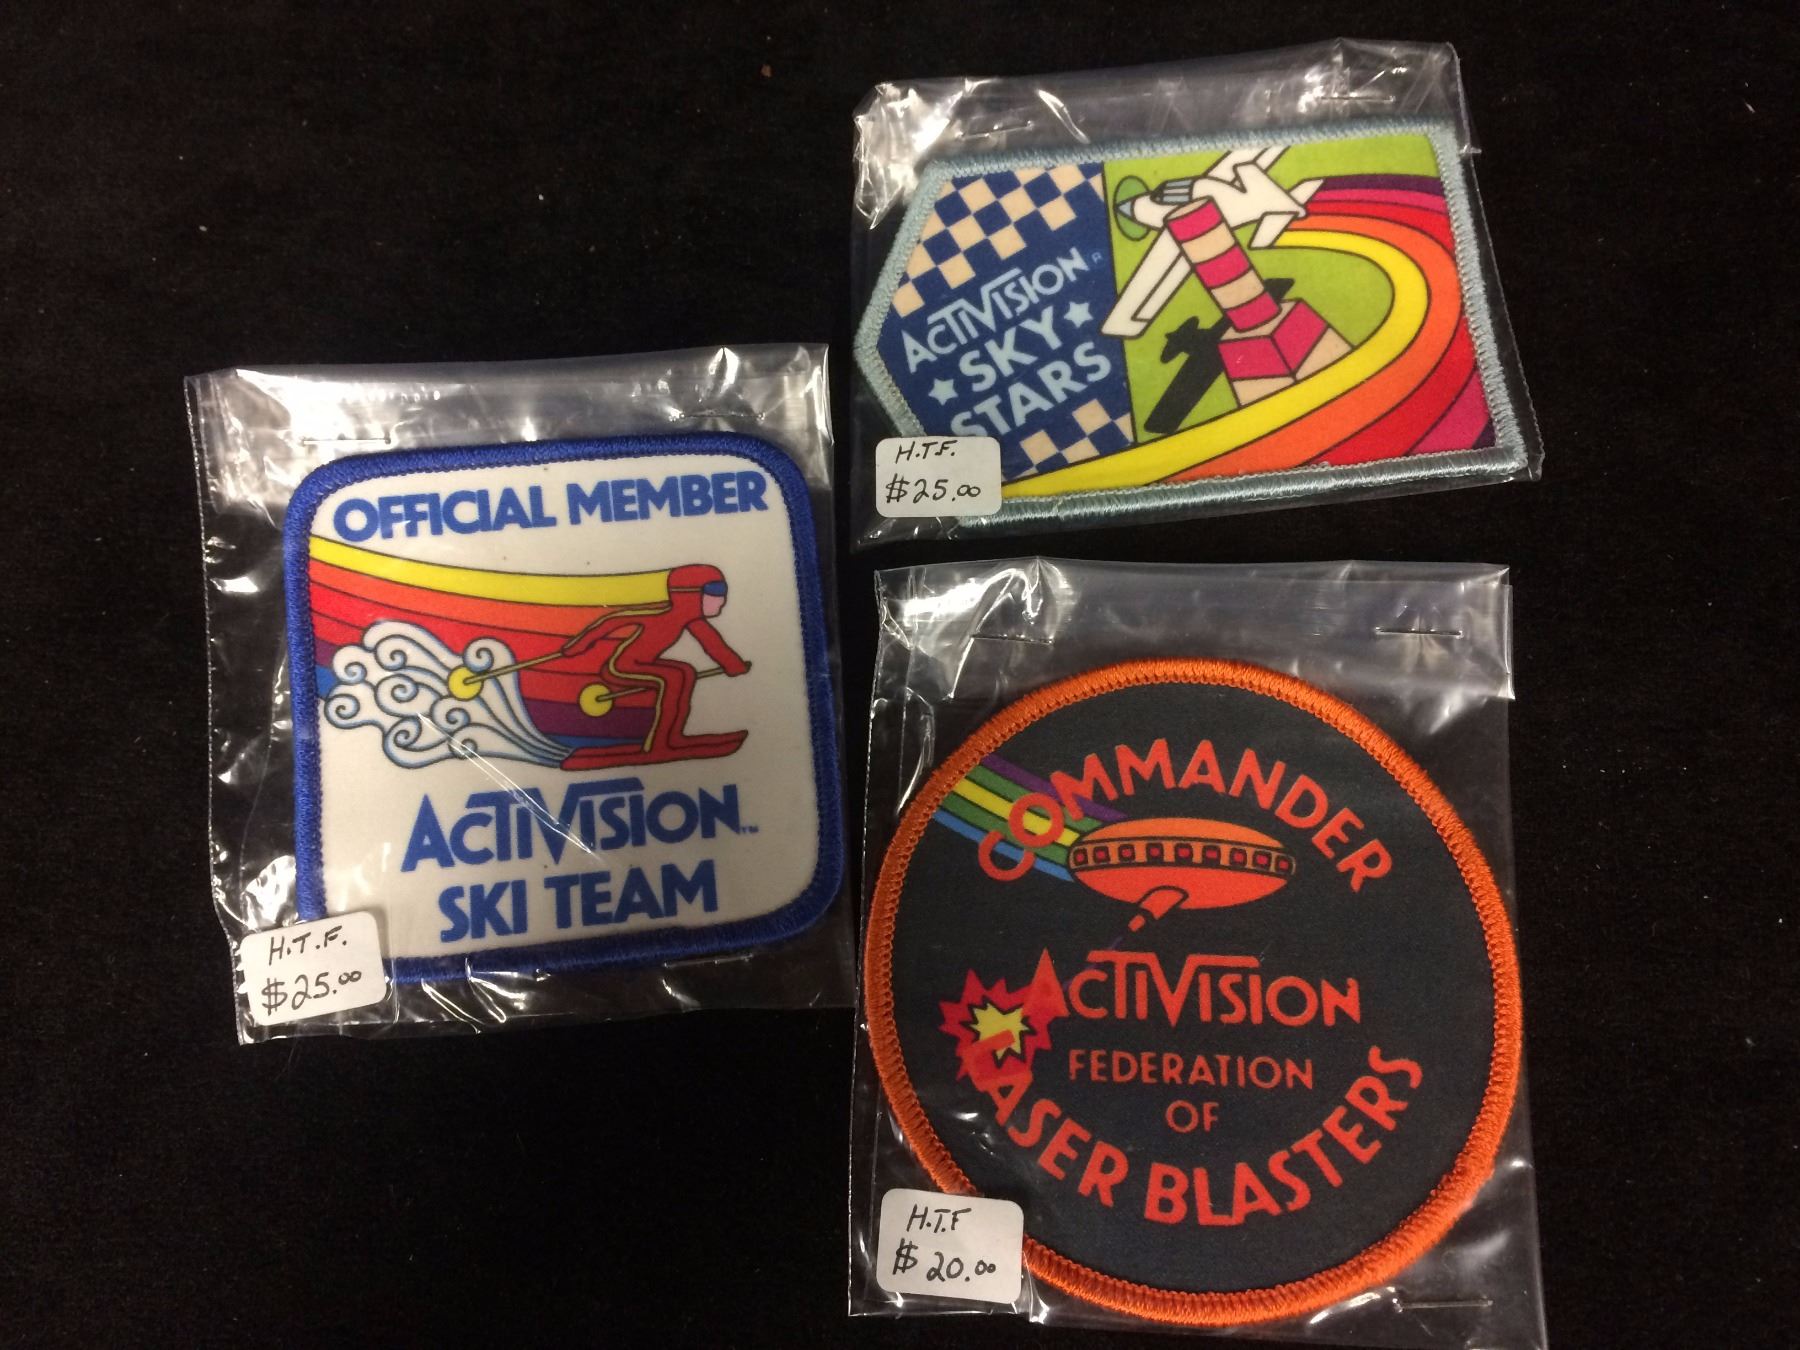 OFFICIAL MEMBER
ACTIVISION™
SKI TEAM
H.T.F.
$25.00
ACTIVISION®
SKY
STARS
H.T.F.
$25.00
COMMANDER
ACTIVISION
FEDERATION
OF
LASER BLASTERS
H.T.F
$20.00